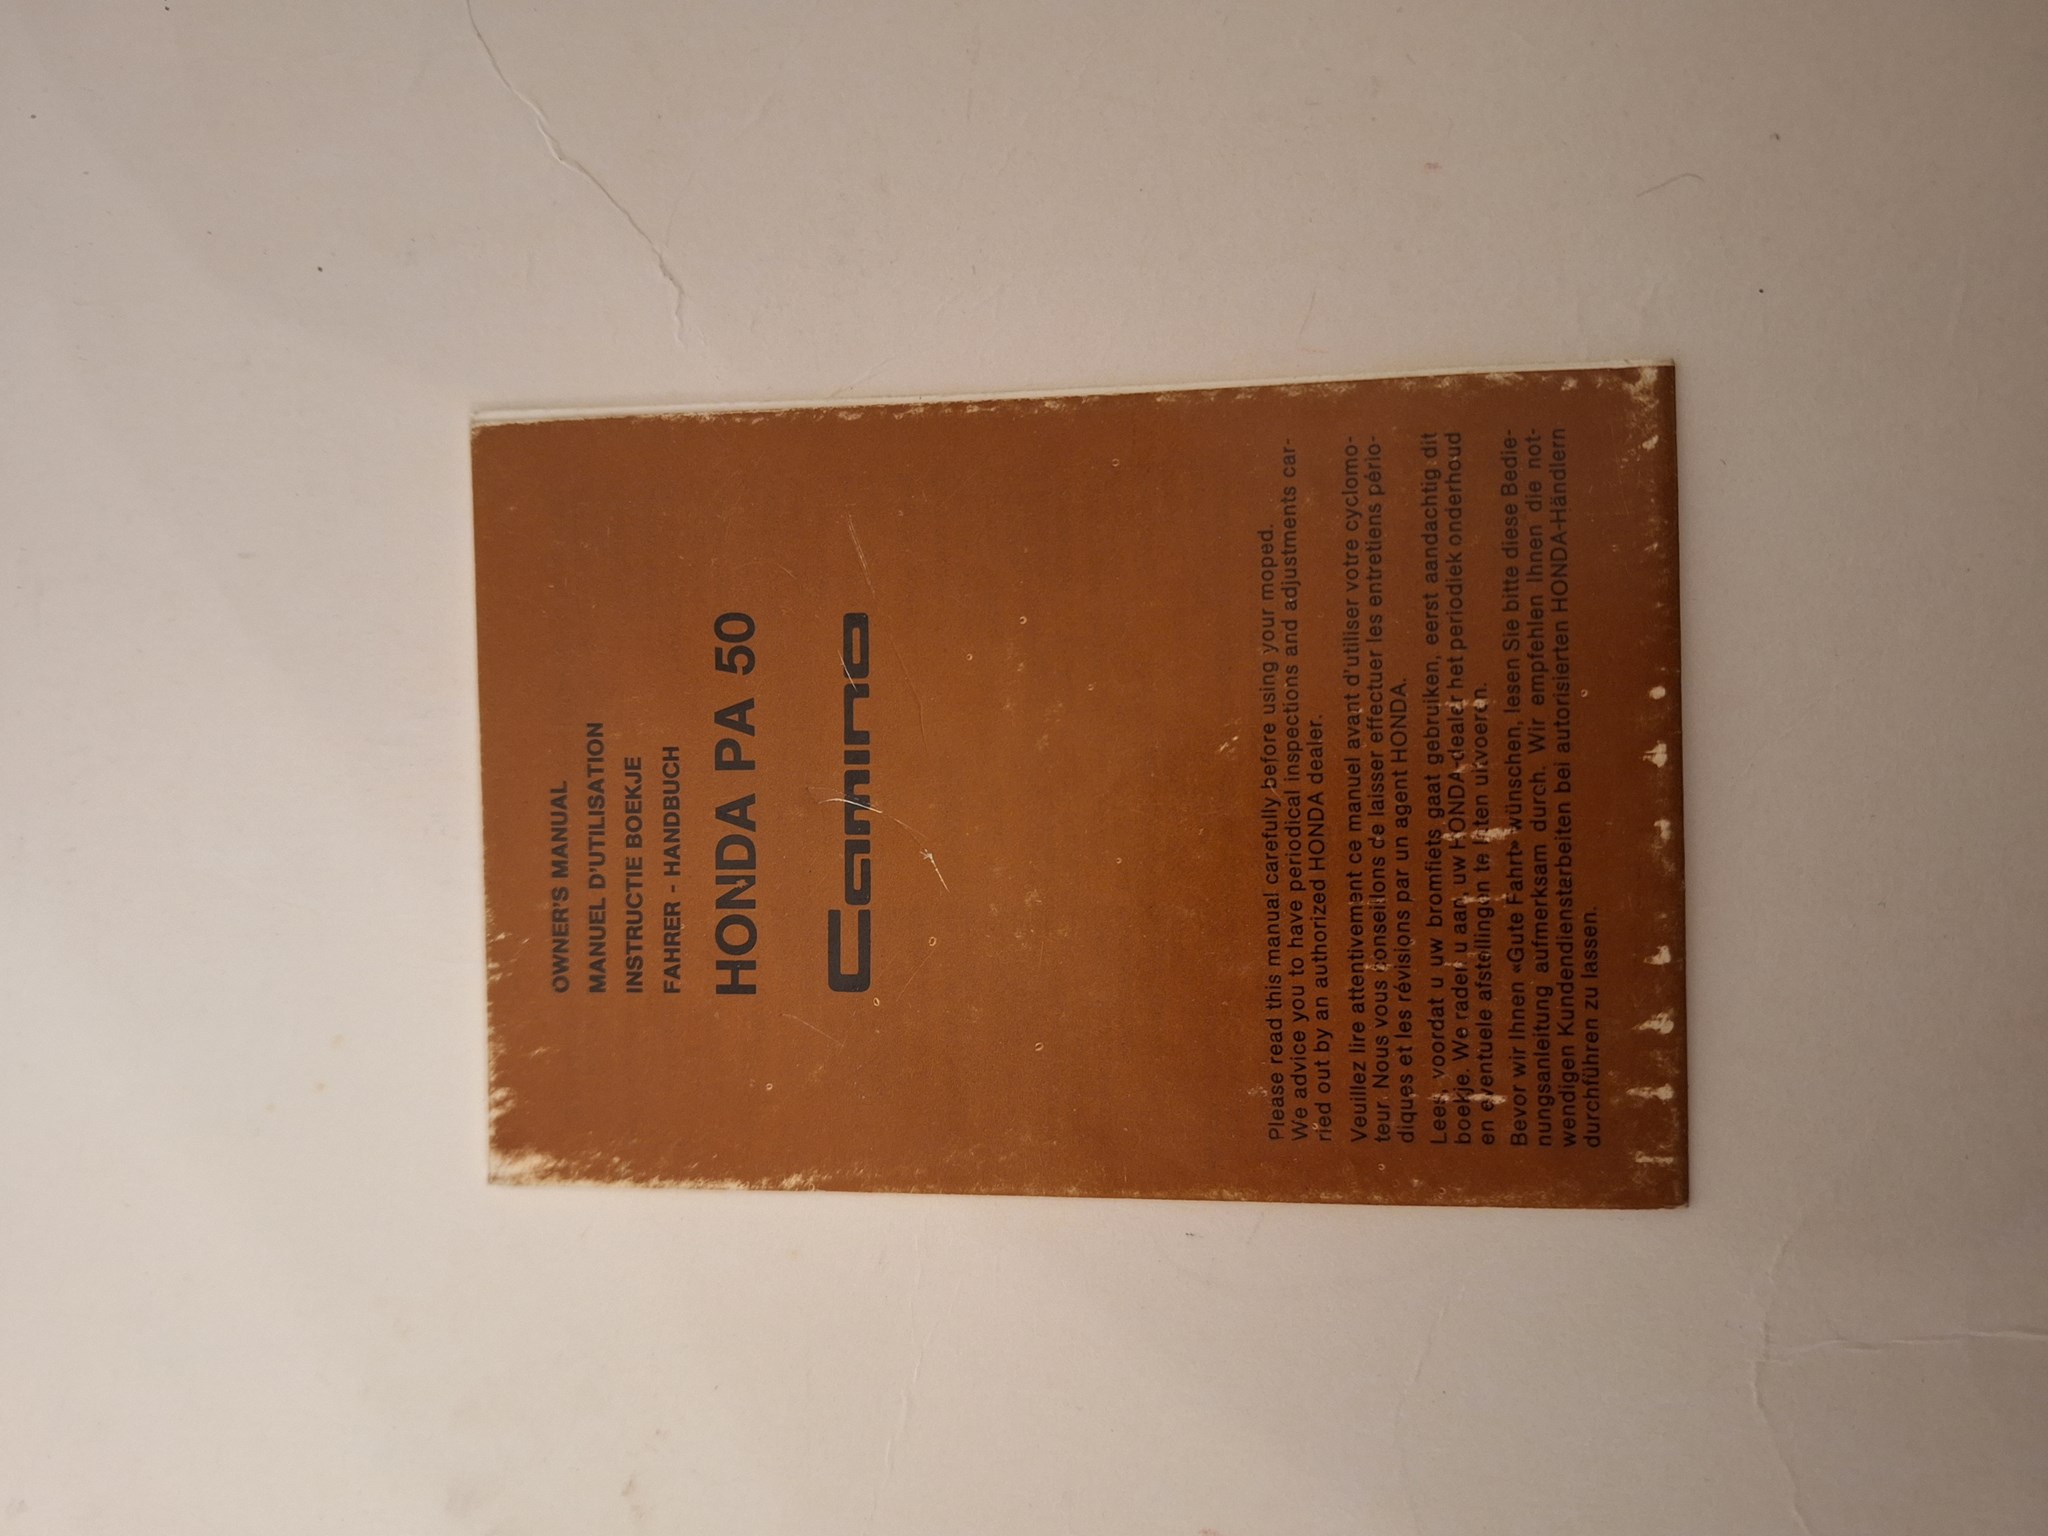 OWNER'S MANUAL
MANUEL D'UTILISATION
INSTRUCTIE BOEKJE
FAHRER - HANDBUCH
HONDA PA 50
Camino
Please read this manual carefully before using your moped.
We advice you to have periodical inspections and adjustments car-
ried out by an authorized HONDA dealer.
Veuillez lire attentivement ce manuel avant d'utiliser votre cyclomo-
teur. Nous vous conseillons de laisser effectuer les entretiens pério-
diques et les révisions par un agent HONDA.
Lees, voordat u uw bromfiets gaat gebruiken, eerst aandachtig dit
boekje. We raden u aan, uw HONDA-dealer het periodiek onderhoud
en eventuele afstellingen te laten uitvoeren.
Bevor wir Ihnen «Gute Fahrt» wünschen, lesen Sie bitte diese Bedie-
nungsanleitung aufmerksam durch. Wir empfehlen Ihnen die not-
wendigen Kundendiensterarbeiten bei autorisierten HONDA-Händlern
durchführen zu lassen.